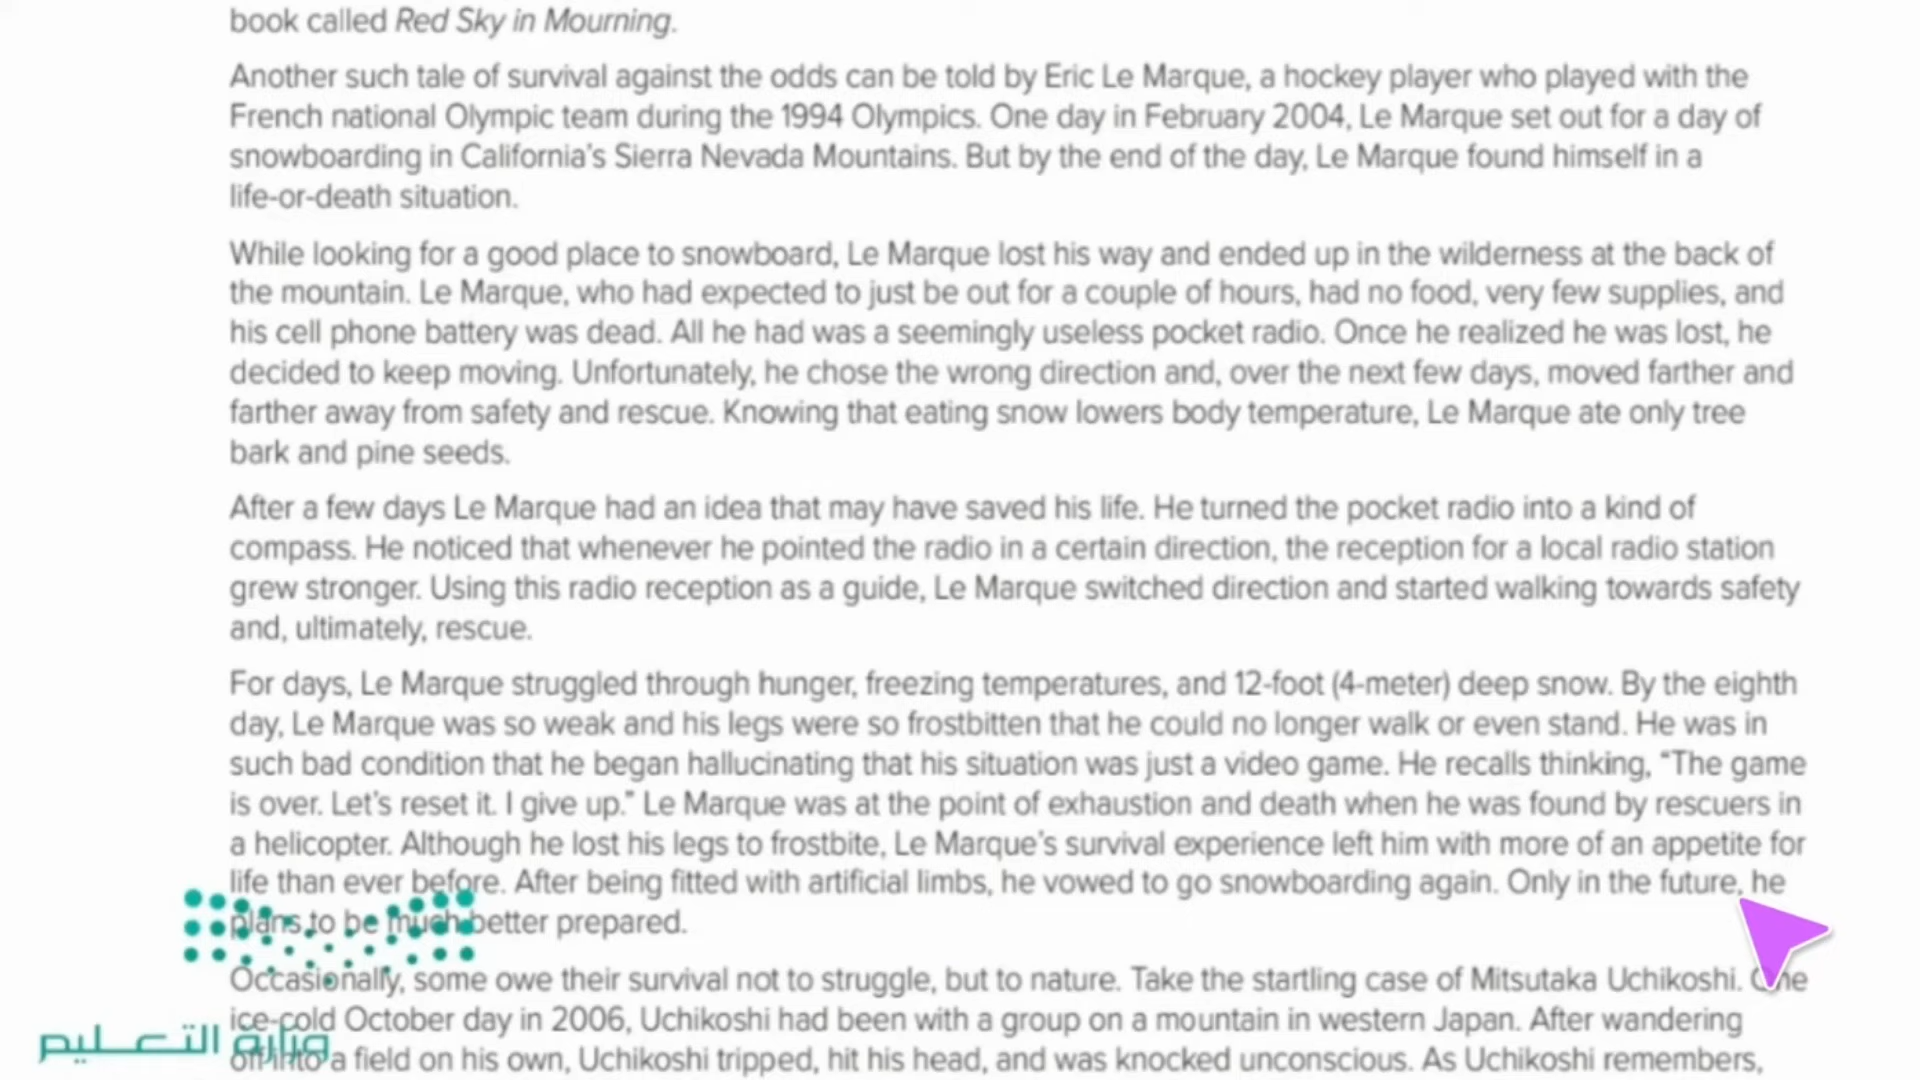 book called Red Sky in Mourning.
Another such tale of survival against the odds can be told by Eric Le Marque, a hockey player who played with the
French national Olympic team during the 1994 Olympics. One day in February 2004, Le Marque set out for a day of
snowboarding in California's Sierra Nevada Mountains. But by the end of the day, Le Marque found himself in a
life-or-death situation.
While looking for a good place to snowboard, Le Marque lost his way and ended up in the wilderness at the back of
the mountain. Le Marque, who had expected to just be out for a couple of hours, had no food, very few supplies, and
his cell phone battery was dead. All he had was a seemingly useless pocket radio. Once he realized he was lost, he
decided to keep moving. Unfortunately, he chose the wrong direction and, over the next few days, moved farther and
farther away from safety and rescue. Knowing that eating snow lowers body temperature, Le Marque ate only tree
bark and pine seeds.
After a few days Le Marque had an idea that may have saved his life. He turned the pocket radio into a kind of
compass. He noticed that whenever he pointed the radio in a certain direction, the reception for a local radio station
grew stronger. Using this radio reception as a guide, Le Marque switched direction and started walking towards safety
and, ultimately, rescue.
For days, Le Marque struggled through hunger, freezing temperatures, and 12-foot (4-meter) deep snow. By the eighth
day, Le Marque was so weak and his legs were so frostbitten that he could no longer walk or even stand. He was in
such bad condition that he began hallucinating that his situation was just a video game. He recalls thinking, "The game
is over. Let's reset it. I give up." Le Marque was at the point of exhaustion and death when he was found by rescuers in
a helicopter. Although he lost his legs to frostbite, Le Marque's survival experience left him with more of an appetite for
life than ever before. After being fitted with artificial limbs, he vowed to go snowboarding again. Only in the future, he
plans to be much better prepared.
Occasionally, some owe their survival not to struggle, but to nature. Take the startling case of Mitsutaka Uchikoshi. One
ice-cold October day in 2006, Uchikoshi had been with a group on a mountain in western Japan. After wandering
off into a field on his own, Uchikoshi tripped, hit his head, and was knocked unconscious. As Uchikoshi remembers,
وزارة التعليم